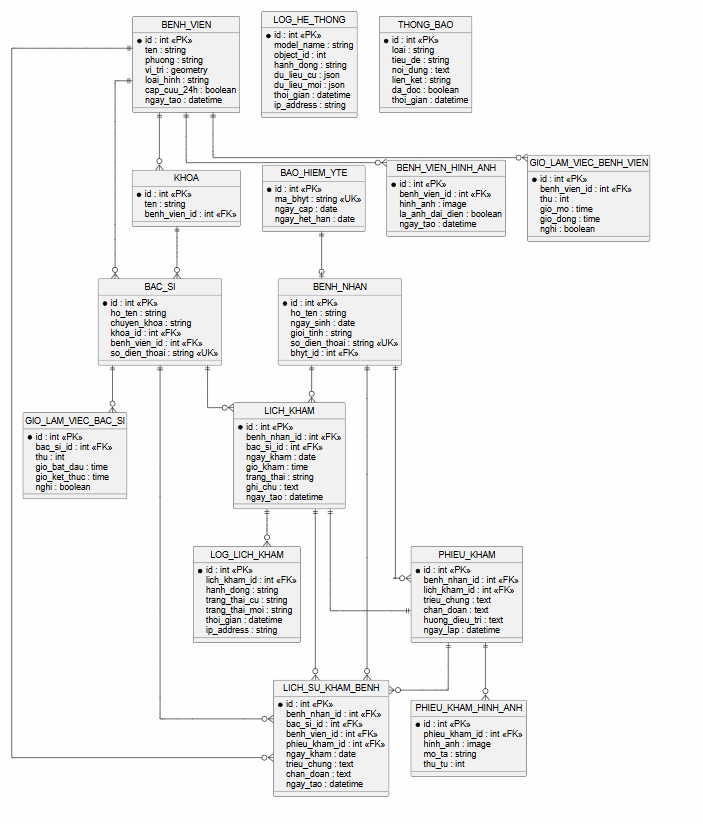 BENH_VIEN
id : int «PK»
ten : string
phuong : string
vi_tri : geometry
loai_hinh : string
cap_cuu_24h : boolean
ngay_tao : datetime
LOG_HE_THONG
id : int «PK»
model_name : string
object_id : int
hanh_dong : string
du_lieu_cu : json
du_lieu_moi : json
thoi_gian : datetime
ip_address : string
THONG_BAO
id : int «PK»
loai : string
tieu_de : string
noi_dung : text
lien_ket : string
da_doc : boolean
thoi_gian : datetime
KHOA
id : int «PK»
ten : string
benh_vien_id : int «FK»
BAO_HIEM_YTE
id : int «PK»
ma_bhyt : string «UK»
ngay_cap : date
ngay_het_han : date
BENH_VIEN_HINH_ANH
id : int «PK»
benh_vien_id : int «FK»
hinh_anh : image
la_anh_dai_dien : boolean
ngay_tao : datetime
GIO_LAM_VIEC_BENH_VIEN
id : int «PK»
benh_vien_id : int «FK»
thu : int
gio_mo : time
gio_dong : time
nghi : boolean
BAC_SI
id : int «PK»
ho_ten : string
chuyen_khoa : string
khoa_id : int «FK»
benh_vien_id : int «FK»
so_dien_thoai : string «UK»
BENH_NHAN
id : int «PK»
ho_ten : string
ngay_sinh : date
gioi_tinh : string
so_dien_thoai : string «UK»
bhyt_id : int «FK»
GIO_LAM_VIEC_BAC_SI
id : int «PK»
bac_si_id : int «FK»
thu : int
gio_bat_dau : time
gio_ket_thuc : time
nghi : boolean
LICH_KHAM
id : int «PK»
benh_nhan_id : int «FK»
bac_si_id : int «FK»
ngay_kham : date
gio_kham : time
trang_thai : string
ghi_chu : text
ngay_tao : datetime
LOG_LICH_KHAM
id : int «PK»
lich_kham_id : int «FK»
hanh_dong : string
trang_thai_cu : string
trang_thai_moi : string
thoi_gian : datetime
ip_address : string
PHIEU_KHAM
id : int «PK»
benh_nhan_id : int «FK»
lich_kham_id : int «FK»
trieu_chung : text
chan_doan : text
huong_dieu_tri : text
ngay_lap : datetime
LICH_SU_KHAM_BENH
id : int «PK»
benh_nhan_id : int «FK»
bac_si_id : int «FK»
benh_vien_id : int «FK»
phieu_kham_id : int «FK»
ngay_kham : date
trieu_chung : text
chan_doan : text
ngay_tao : datetime
PHIEU_KHAM_HINH_ANH
id : int «PK»
phieu_kham_id : int «FK»
hinh_anh : image
mo_ta : string
thu_tu : int